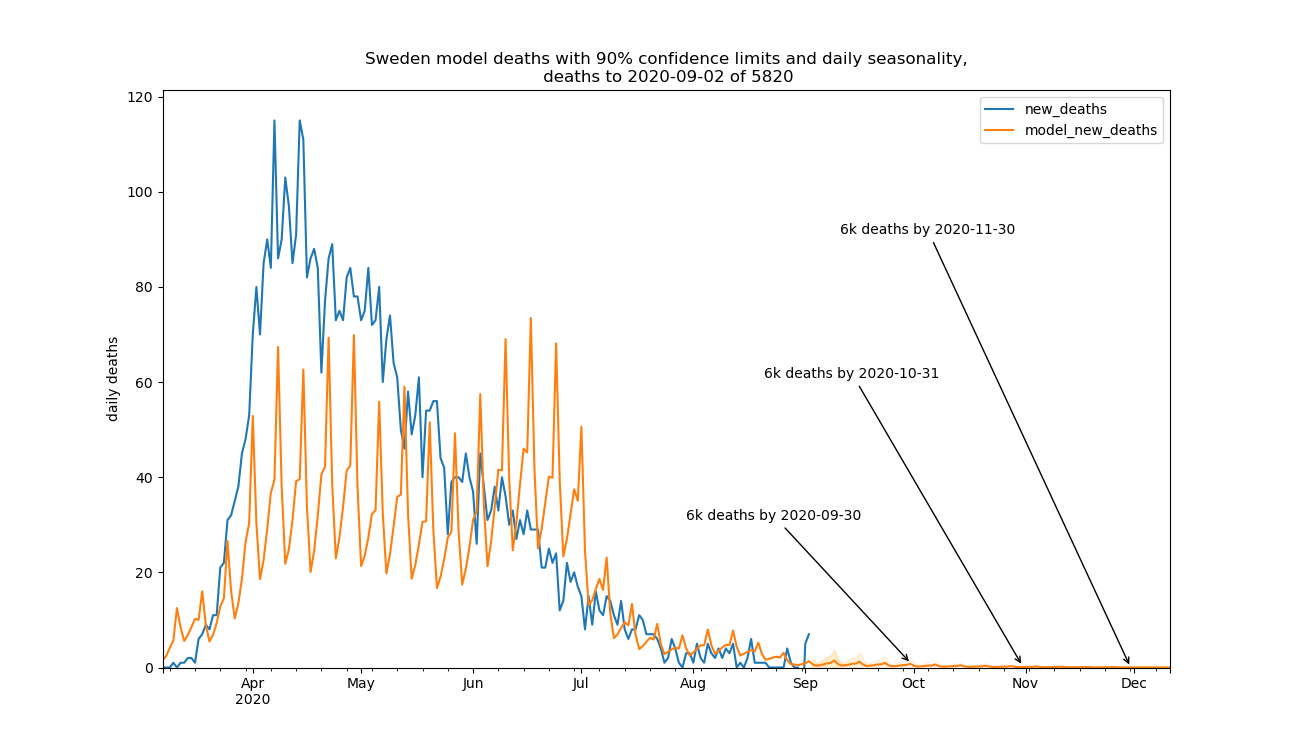 Sweden model deaths with 90% confidence limits and daily seasonality,
deaths to 2020-09-02 of 5820
120
new_deaths
model_new_deaths
100
6k deaths by 2020-11-30
80
daily deaths
6k deaths by 2020-10-31
60
40
6k deaths by 2020-09-30
20
0
Apr May Jun Jul Aug Sep Oct Nov Dec
2020